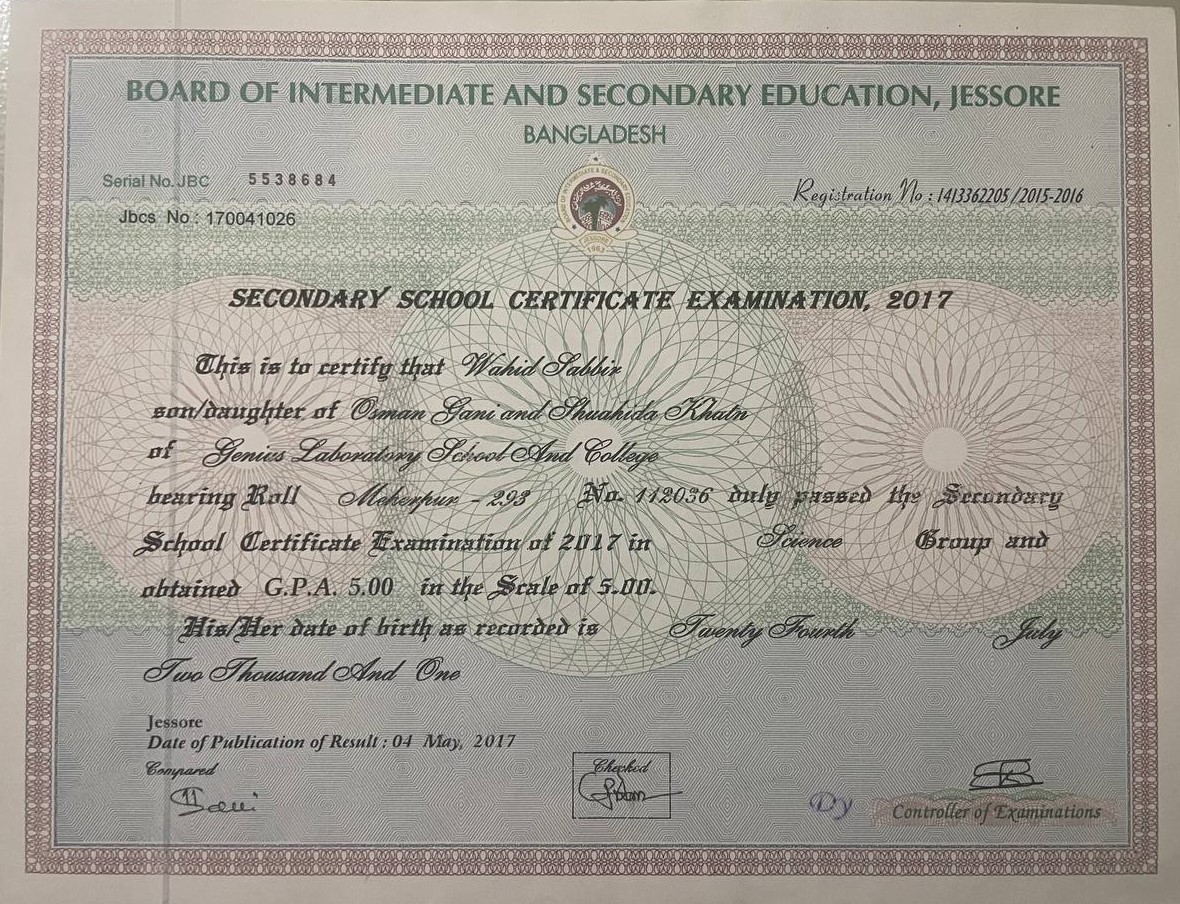 BOARD OF INTERMEDIATE AND SECONDARY EDUCATION, JESSORE
BANGLADESH
Serial No. JBC 5538684
Registration No : 1413362205/2015-2016
Jbcs No : 170041026
JESSORE
1963
SECONDARY SCHOOL CERTIFICATE EXAMINATION, 2017
This is to certify that Wahid Sabbir
son/daughter of Osman Gani and Shuahida Khatn
of Genius Laboratory School And College
bearing Roll Meherpur - 293 No. 112036 duly passed the Secondary
School Certificate Examination of 2017 in Science Group and
obtained G.P.A. 5.00 in the Scale of 5.00.
His/Her date of birth as recorded is Twenty Fourth July
Two Thousand And One
Jessore
Date of Publication of Result : 04 May, 2017
Compared
Checked
Dy
Controller of Examinations